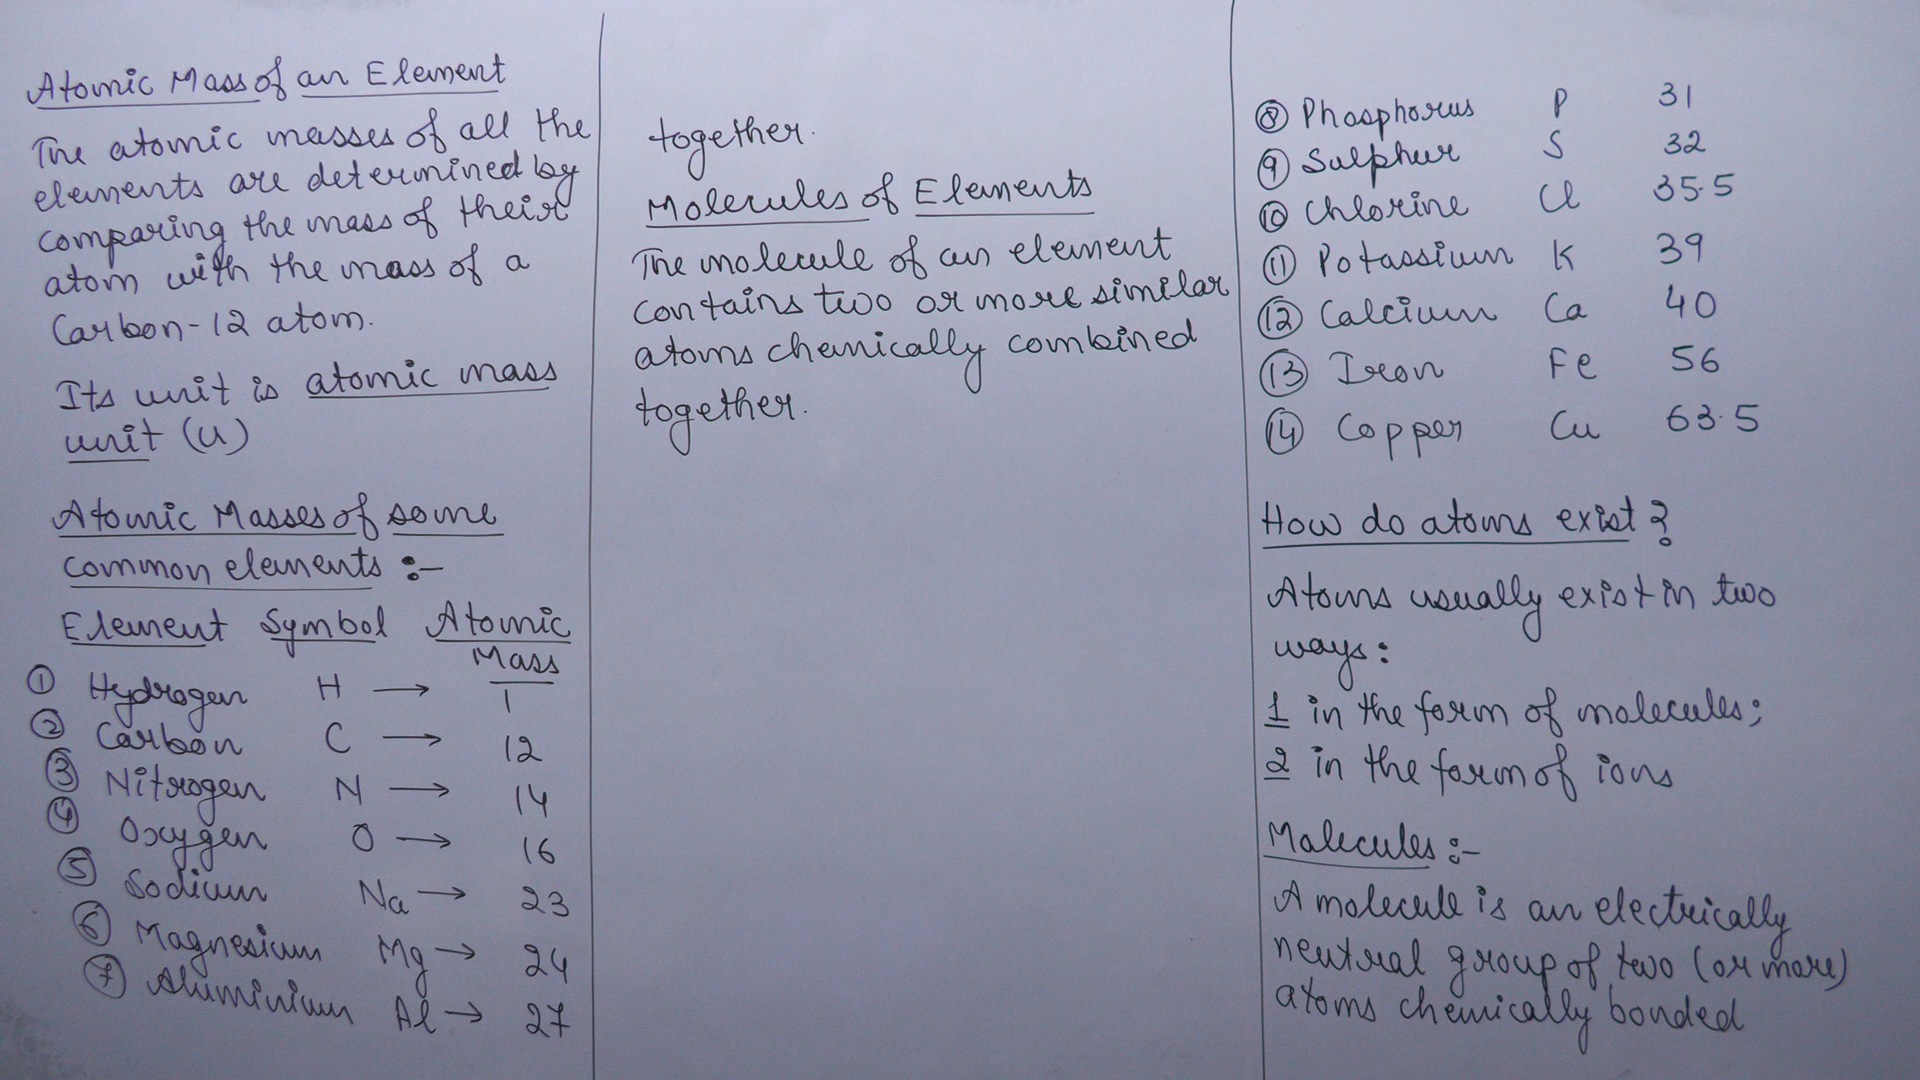 Atomic Mass of an Element
The atomic masses of all the
elements are determined by
comparing the mass of their
atom with the mass of a
Carbon-12 atom.
Its unit is atomic mass
unit (u)
Atomic Masses of some
common elements :-
Element Symbol Atomic
Mass
① Hydrogen H → 1
② Carbon C → 12
③ Nitrogen N → 14
④ Oxygen O → 16
⑤ Sodium Na → 23
⑥ Magnesium Mg → 24
⑦ Aluminium Al → 27
⑧ Phosphorus P 31
⑨ Sulphur S 32
⑩ Chlorine Cl 35.5
⑪ Potassium K 39
⑫ Calcium Ca 40
⑬ Iron Fe 56
⑭ Copper Cu 63.5
How do atoms exist?
Atoms usually exist in two
ways:
1 in the form of molecules;
2 in the form of ions
Molecules :-
A molecule is an electrically
neutral group of two (or more)
atoms chemically bonded
together.
Molecules of Elements
The molecule of an element
contains two or more similar
atoms chemically combined
together.